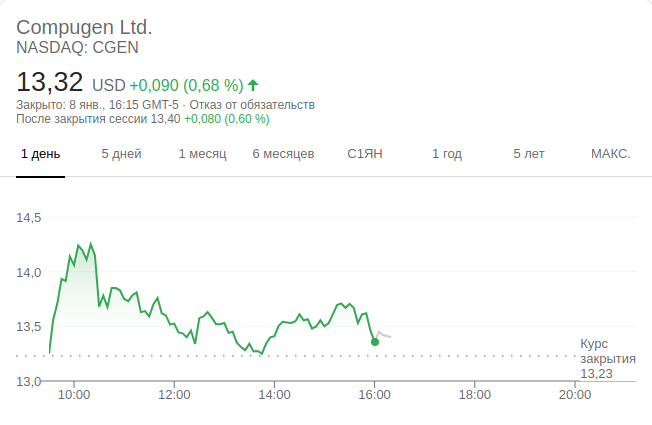 Compugen Ltd.
NASDAQ: CGEN
13,32 USD +0,090 (0,68 %)
Закрыто: 8 янв., 16:15 GMT-5 · Отказ от обязательств
После закрытия сессии 13,40 +0,080 (0,60 %)
1 день 5 дней 1 месяц 6 месяцев С1ЯН 1 год 5 лет МАКС.
14,5
14,0
13,5
Курс
закрытия
13,23
13,0
10:00 12:00 14:00 16:00 18:00 20:00